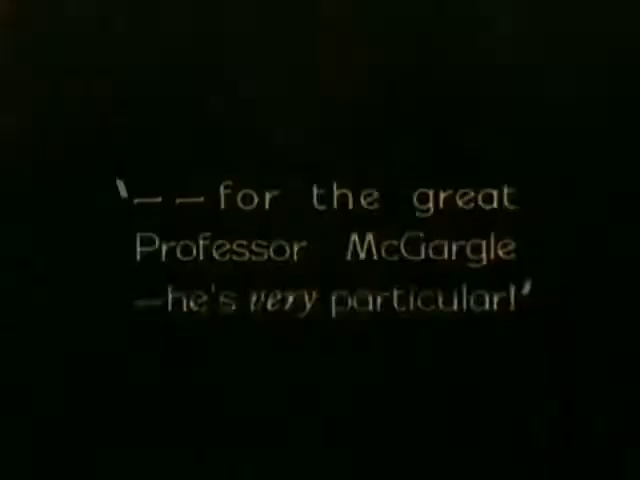 '—— for the great
Professor McGargle
—he's very particular!'